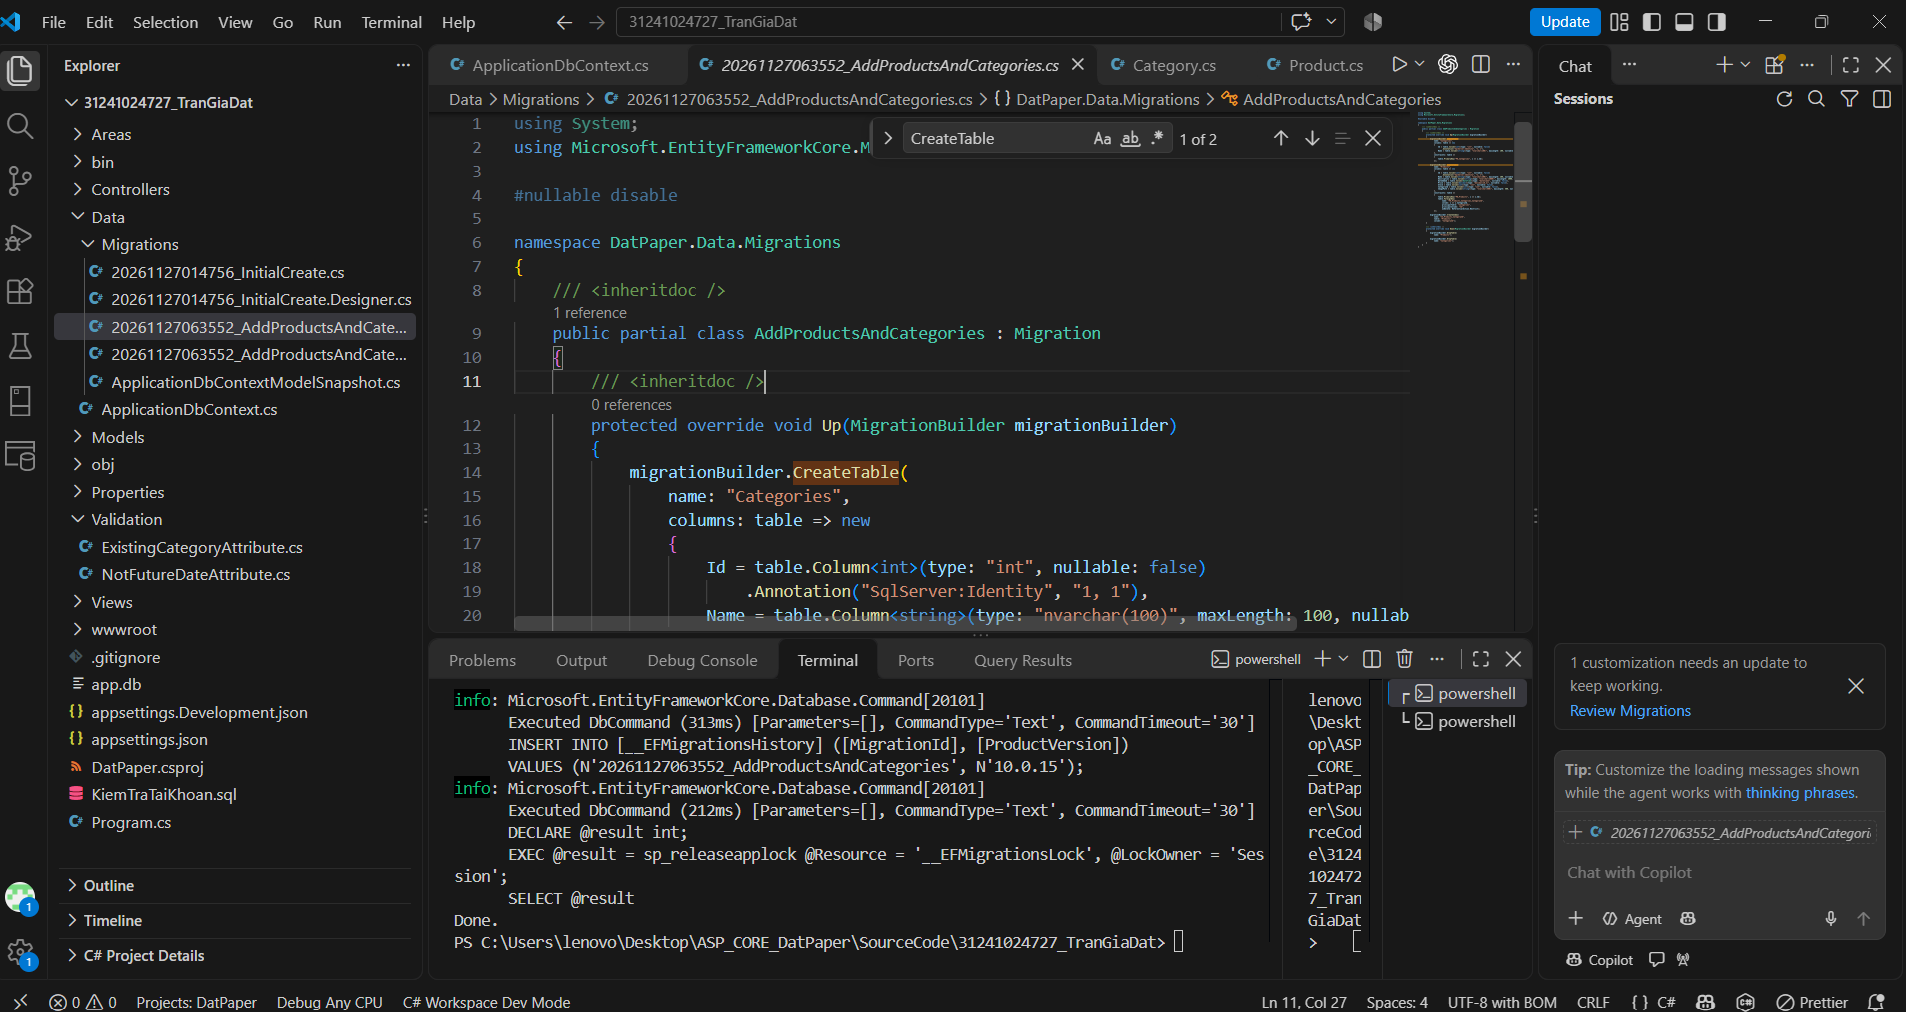 File Edit Selection View Go Run Terminal Help
31241024727_TranGiaDat
Update
Explorer
31241024727_TranGiaDat
Areas
bin
Controllers
Data
Migrations
20261127014756_InitialCreate.cs
20261127014756_InitialCreate.Designer.cs
20261127063552_AddProductsAndCate...
20261127063552_AddProductsAndCate...
ApplicationDbContextModelSnapshot.cs
ApplicationDbContext.cs
Models
obj
Properties
Validation
ExistingCategoryAttribute.cs
NotFutureDateAttribute.cs
Views
wwwroot
.gitignore
app.db
appsettings.Development.json
appsettings.json
DatPaper.csproj
KiemTraTaiKhoan.sql
Program.cs
Outline
Timeline
C# Project Details
1
1
ApplicationDbContext.cs 20261127063552_AddProductsAndCategories.cs Category.cs Product.cs
Data > Migrations > 20261127063552_AddProductsAndCategories.cs > {} DatPaper.Data.Migrations > AddProductsAndCategories
CreateTable Aa ab 1 of 2
1 using System;
2 using Microsoft.EntityFrameworkCore.M
3
4 #nullable disable
5
6 namespace DatPaper.Data.Migrations
7 {
8 /// <inheritdoc />
1 reference
9 public partial class AddProductsAndCategories : Migration
10 {
11 /// <inheritdoc />
0 references
12 protected override void Up(MigrationBuilder migrationBuilder)
13 {
14 migrationBuilder.CreateTable(
15 name: "Categories",
16 columns: table => new
17 {
18 Id = table.Column<int>(type: "int", nullable: false)
19 .Annotation("SqlServer:Identity", "1, 1"),
20 Name = table.Column<string>(type: "nvarchar(100)", maxLength: 100, nullab
Problems Output Debug Console Terminal Ports Query Results
powershell
info: Microsoft.EntityFrameworkCore.Database.Command[20101]
Executed DbCommand (313ms) [Parameters=[], CommandType='Text', CommandTimeout='30']
INSERT INTO [__EFMigrationsHistory] ([MigrationId], [ProductVersion])
VALUES (N'20261127063552_AddProductsAndCategories', N'10.0.15');
info: Microsoft.EntityFrameworkCore.Database.Command[20101]
Executed DbCommand (212ms) [Parameters=[], CommandType='Text', CommandTimeout='30']
DECLARE @result int;
EXEC @result = sp_releaseapplock @Resource = '__EFMigrationsLock', @LockOwner = 'Ses
sion';
SELECT @result
Done.
PS C:\Users\lenovo\Desktop\ASP_CORE_DatPaper\SourceCode\31241024727_TranGiaDat>
lenovo
\Deskt
op\ASP
_CORE_
DatPap
er\Sou
rceCod
e\3124
102472
7_Tran
GiaDat
>
powershell
powershell
Chat
Sessions
1 customization needs an update to
keep working.
Review Migrations
Tip: Customize the loading messages shown
while the agent works with thinking phrases.
20261127063552_AddProductsAndCategori
Chat with Copilot
Agent
Copilot
0 0 Projects: DatPaper Debug Any CPU C# Workspace Dev Mode
Ln 11, Col 27 Spaces: 4 UTF-8 with BOM CRLF {} C# Prettier